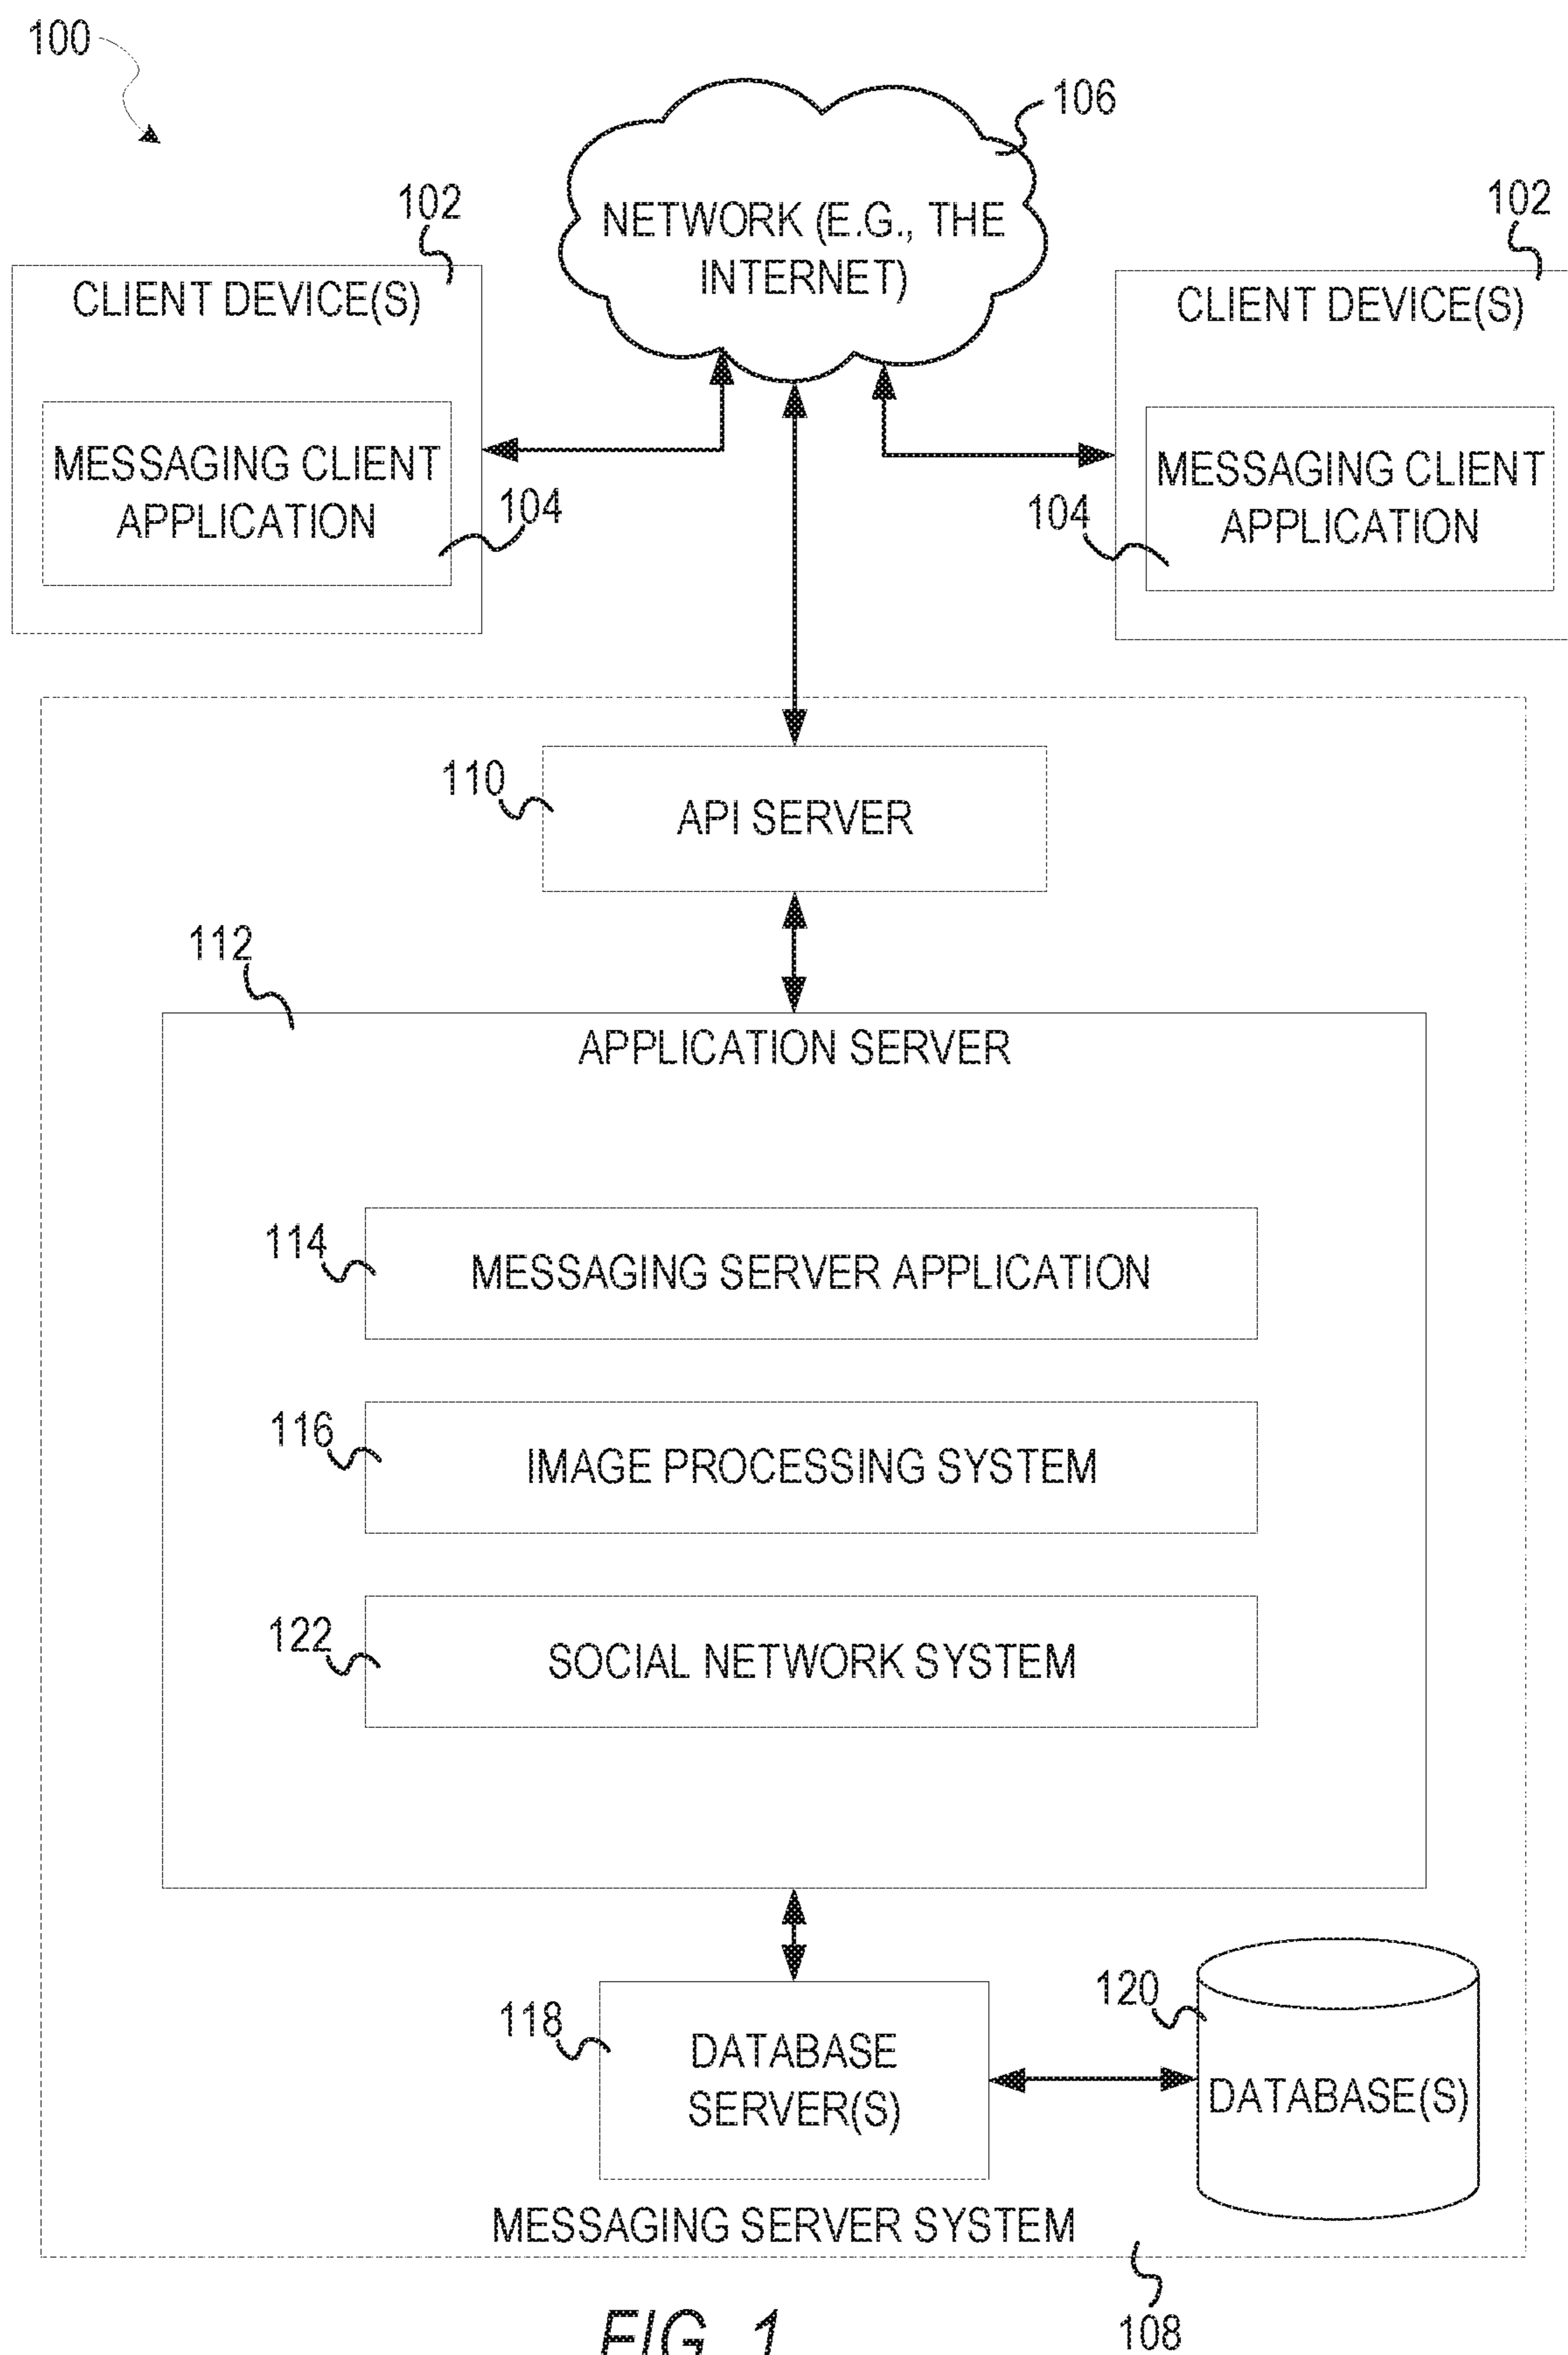 100
106
NETWORK (E.G., THE
INTERNET)
102
CLIENT DEVICE(S)
MESSAGING CLIENT
APPLICATION
104
102
CLIENT DEVICE(S)
MESSAGING CLIENT
APPLICATION
104
110
API SERVER
112
APPLICATION SERVER
114
MESSAGING SERVER APPLICATION
116
IMAGE PROCESSING SYSTEM
122
SOCIAL NETWORK SYSTEM
118
DATABASE
SERVER(S)
120
DATABASE(S)
MESSAGING SERVER SYSTEM
108
FIG. 1